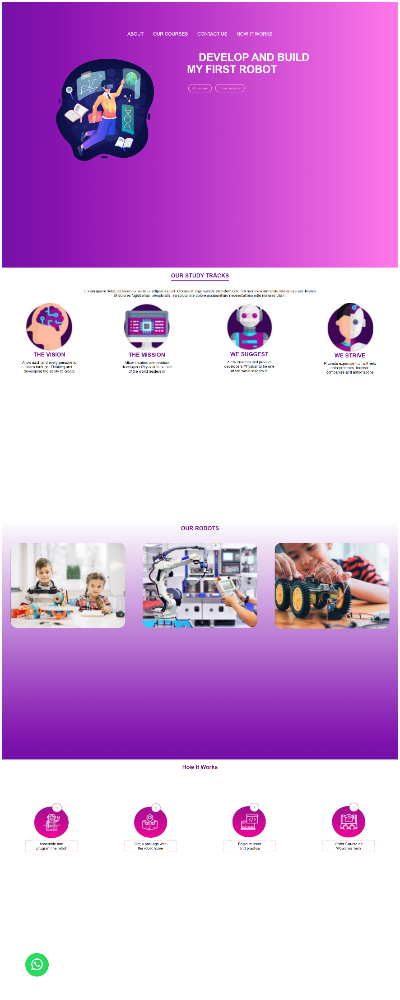 ABOUT OUR COURSES CONTACT US HOW IT WORKS
DEVELOP AND BUILD
MY FIRST ROBOT
All courses Show me more
OUR STUDY TRACKS
Lorem ipsum dolor, sit amet consectetur adipisicing elit. Obcaecati dignissimos provident dolorum nam nesciunt oluta iste dolore est deleniti
sit dolores fugiat alias, perspiciatis, ea soluta iste dolore accusantium necessitatibus odio maiores ullam.
THE VISION
Allow each and every persone to
learn through, Thinking and
developing the ability to create
THE MISSION
Allow creators and product
developers Physical to be one
of the world leaders in
WE SUGGEST
Allow creators and product
developers Physical to be one
of the world leaders in
WE STRIVE
Provede expertise that will help
entrepreneurs, teacher,
companies and associations
OUR ROBOTS
How It Works
4
Assemble and
program the robot
3
Get a package with
the robot home
2
Begin to learn
and practice
1
Order Course on
Wawalwa Tech